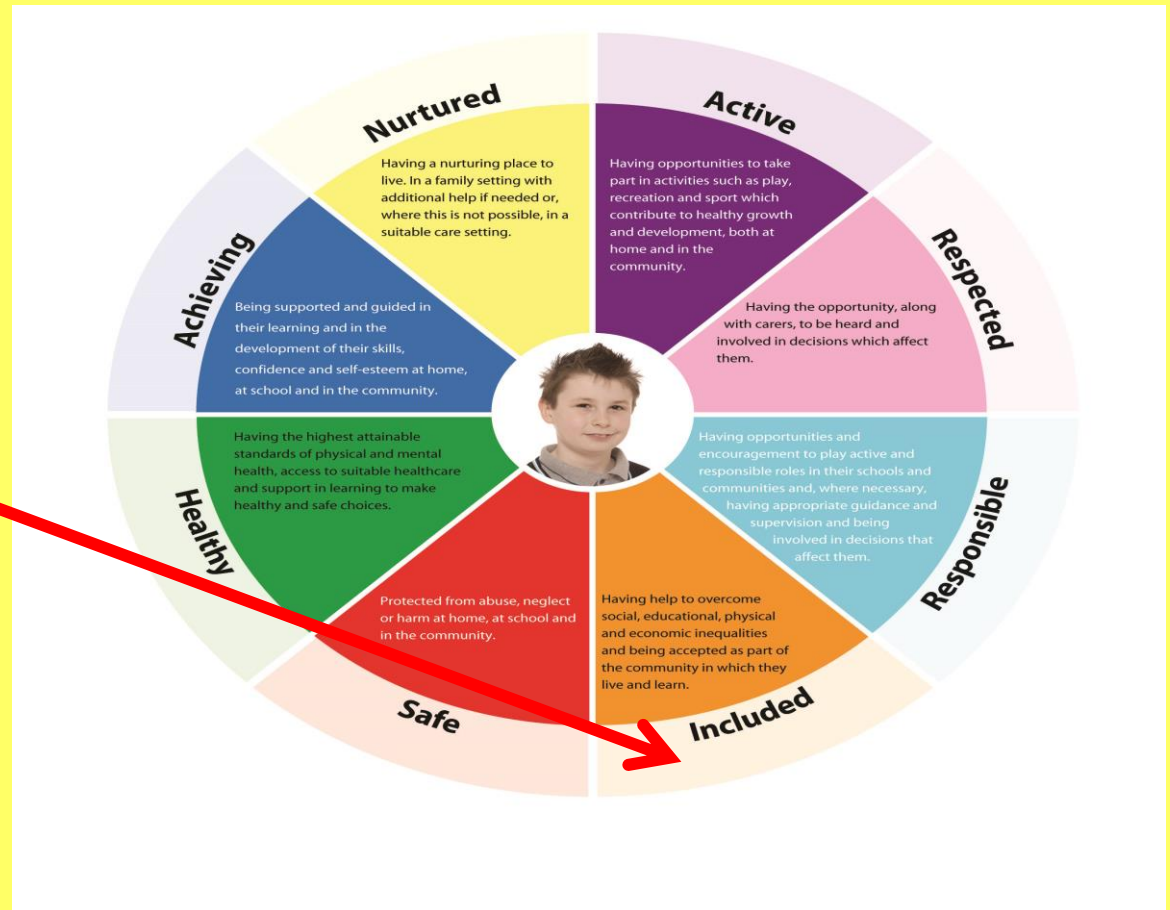 Nurtured
Having a nurturing place to
live. In a family setting with
additional help if needed or,
where this is not possible, in a
suitable care setting.
Active
Having opportunities to take
part in activities such as play,
recreation and sport which
contribute to healthy growth
and development, both at
home and in the
community.
Respected
Having the opportunity, along
with carers, to be heard and
involved in decisions which affect
them.
Responsible
Having opportunities and
encouragement to play active and
responsible roles in their schools and
communities and, where necessary,
having appropriate guidance and
supervision and being
involved in decisions that
affect them.
Included
Having help to overcome
social, educational, physical
and economic inequalities
and being accepted as part of
the community in which they
live and learn.
Safe
Protected from abuse, neglect
or harm at home, at school and
in the community.
Healthy
Having the highest attainable
standards of physical and mental
health, access to suitable healthcare
and support in learning to make
healthy and safe choices.
Achieving
Being supported and guided in
their learning and in the
development of their skills,
confidence and self-esteem at home,
at school and in the community.